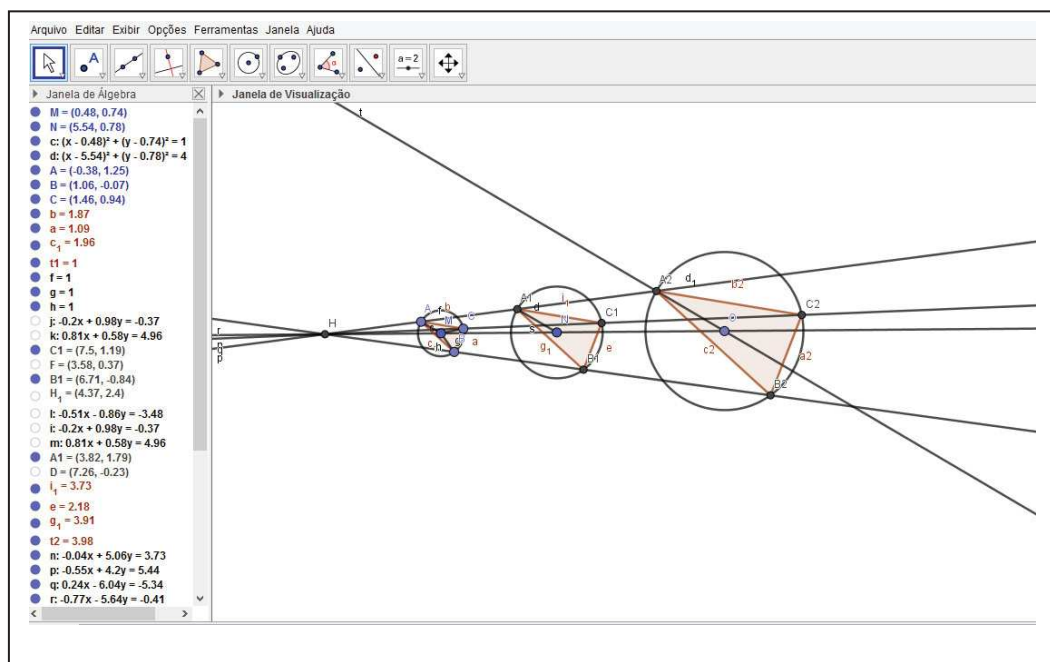 Arquivo Editar Exibir Opções Ferramentas Janela Ajuda
A
a=2
Janela de Álgebra
Janela de Visualização
M = (0.48, 0.74)
N = (5.54, 0.78)
c: (x - 0.48)² + (y - 0.74)² = 1
d: (x - 5.54)² + (y - 0.78)² = 4
A = (-0.38, 1.25)
B = (1.06, -0.07)
C = (1.46, 0.94)
b = 1.87
a = 1.09
c₁ = 1.96
t1 = 1
f = 1
g = 1
h = 1
j: -0.2x + 0.98y = -0.37
k: 0.81x + 0.58y = 4.96
C1 = (7.5, 1.19)
F = (3.58, 0.37)
B1 = (6.71, -0.84)
H₁ = (4.37, 2.4)
l: -0.51x - 0.86y = -3.48
i: -0.2x + 0.98y = -0.37
m: 0.81x + 0.58y = 4.96
A1 = (3.82, 1.79)
D = (7.26, -0.23)
i₁ = 3.73
e = 2.18
g₁ = 3.91
t2 = 3.98
n: -0.04x + 5.06y = 3.73
p: -0.55x + 4.2y = 5.44
q: 0.24x - 6.04y = -5.34
r: -0.77x - 5.64y = -0.41
t
A2
d₁
b2
C2
O
c2
a2
B2
A1
i₁
d
N
C1
s
g₁
e
B1
A
f
b
M
C
c
h
g
a
H
r
p